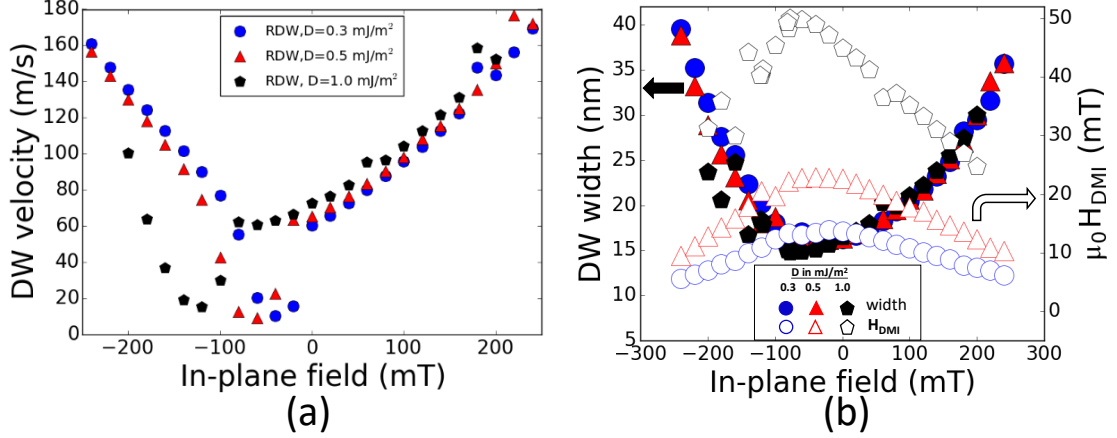 180
160
140
120
100
80
60
40
20
0
DW velocity (m/s)
RDW,D=0.3 mJ/m²
RDW,D=0.5 mJ/m²
RDW, D=1.0 mJ/m²
−200 −100 0 100 200
In-plane field (mT)
(a)
40
35
30
25
20
15
10
5
DW width (nm)
50
40
30
20
10
0
μ₀H_DMI (mT)
D in mJ/m²
0.3 0.5 1.0
width
H_DMI
−300 −200 −100 0 100 200 300
In-plane field (mT)
(b)